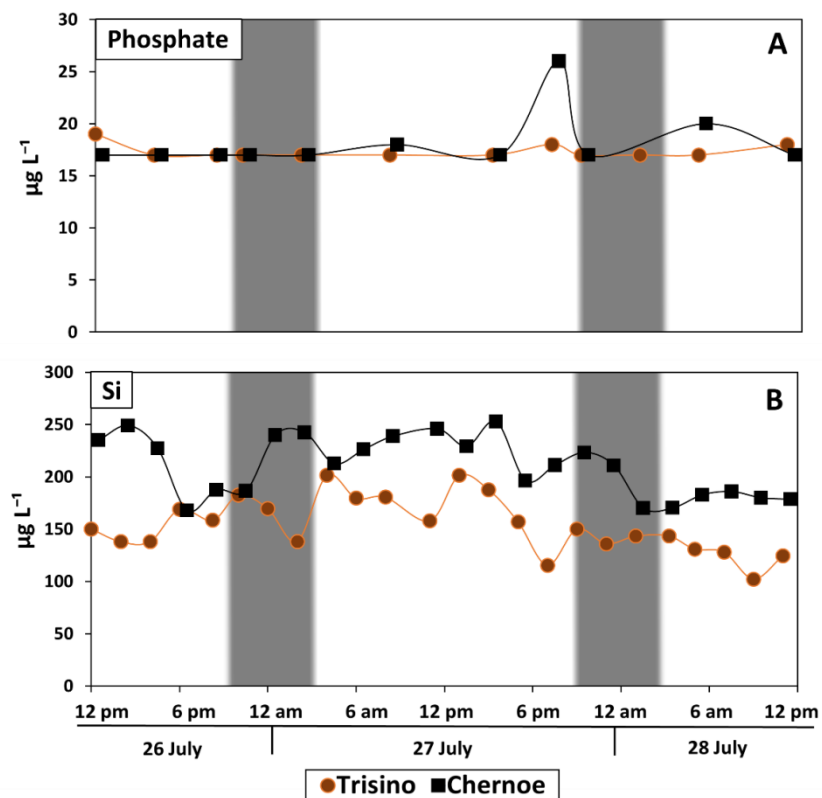 Phosphate
A
30
25
20
15
10
5
0
µg L⁻¹
Si
B
300
250
200
150
100
50
0
µg L⁻¹
12 pm 6 pm 12 am 6 am 12 pm 6 pm 12 am 6 am 12 pm
26 July 27 July 28 July
Trisino Chernoe